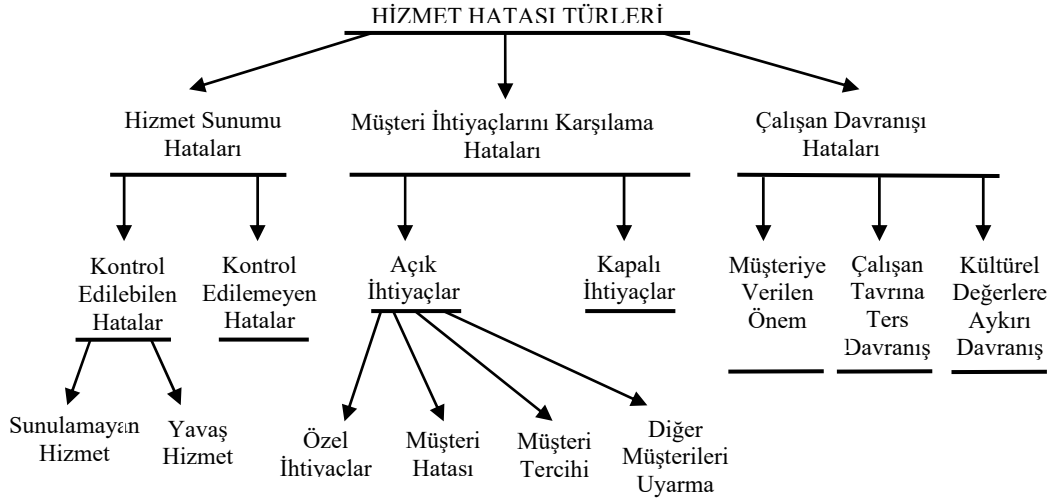 HİZMET HATASI TÜRLERİ
Hizmet Sunumu
Hataları
Müşteri İhtiyaçlarını Karşılama
Hataları
Çalışan Davranışı
Hataları
Kontrol
Edilebilen
Hatalar
Kontrol
Edilemeyen
Hatalar
Açık
İhtiyaçlar
Kapalı
İhtiyaçlar
Müşteriye
Verilen
Önem
Çalışan
Tavrına
Ters
Davranış
Kültürel
Değerlere
Aykırı
Davranış
Sunulamayan
Hizmet
Yavaş
Hizmet
Özel
İhtiyaçlar
Müşteri
Hatası
Müşteri
Tercihi
Diğer
Müşterileri
Uyarma